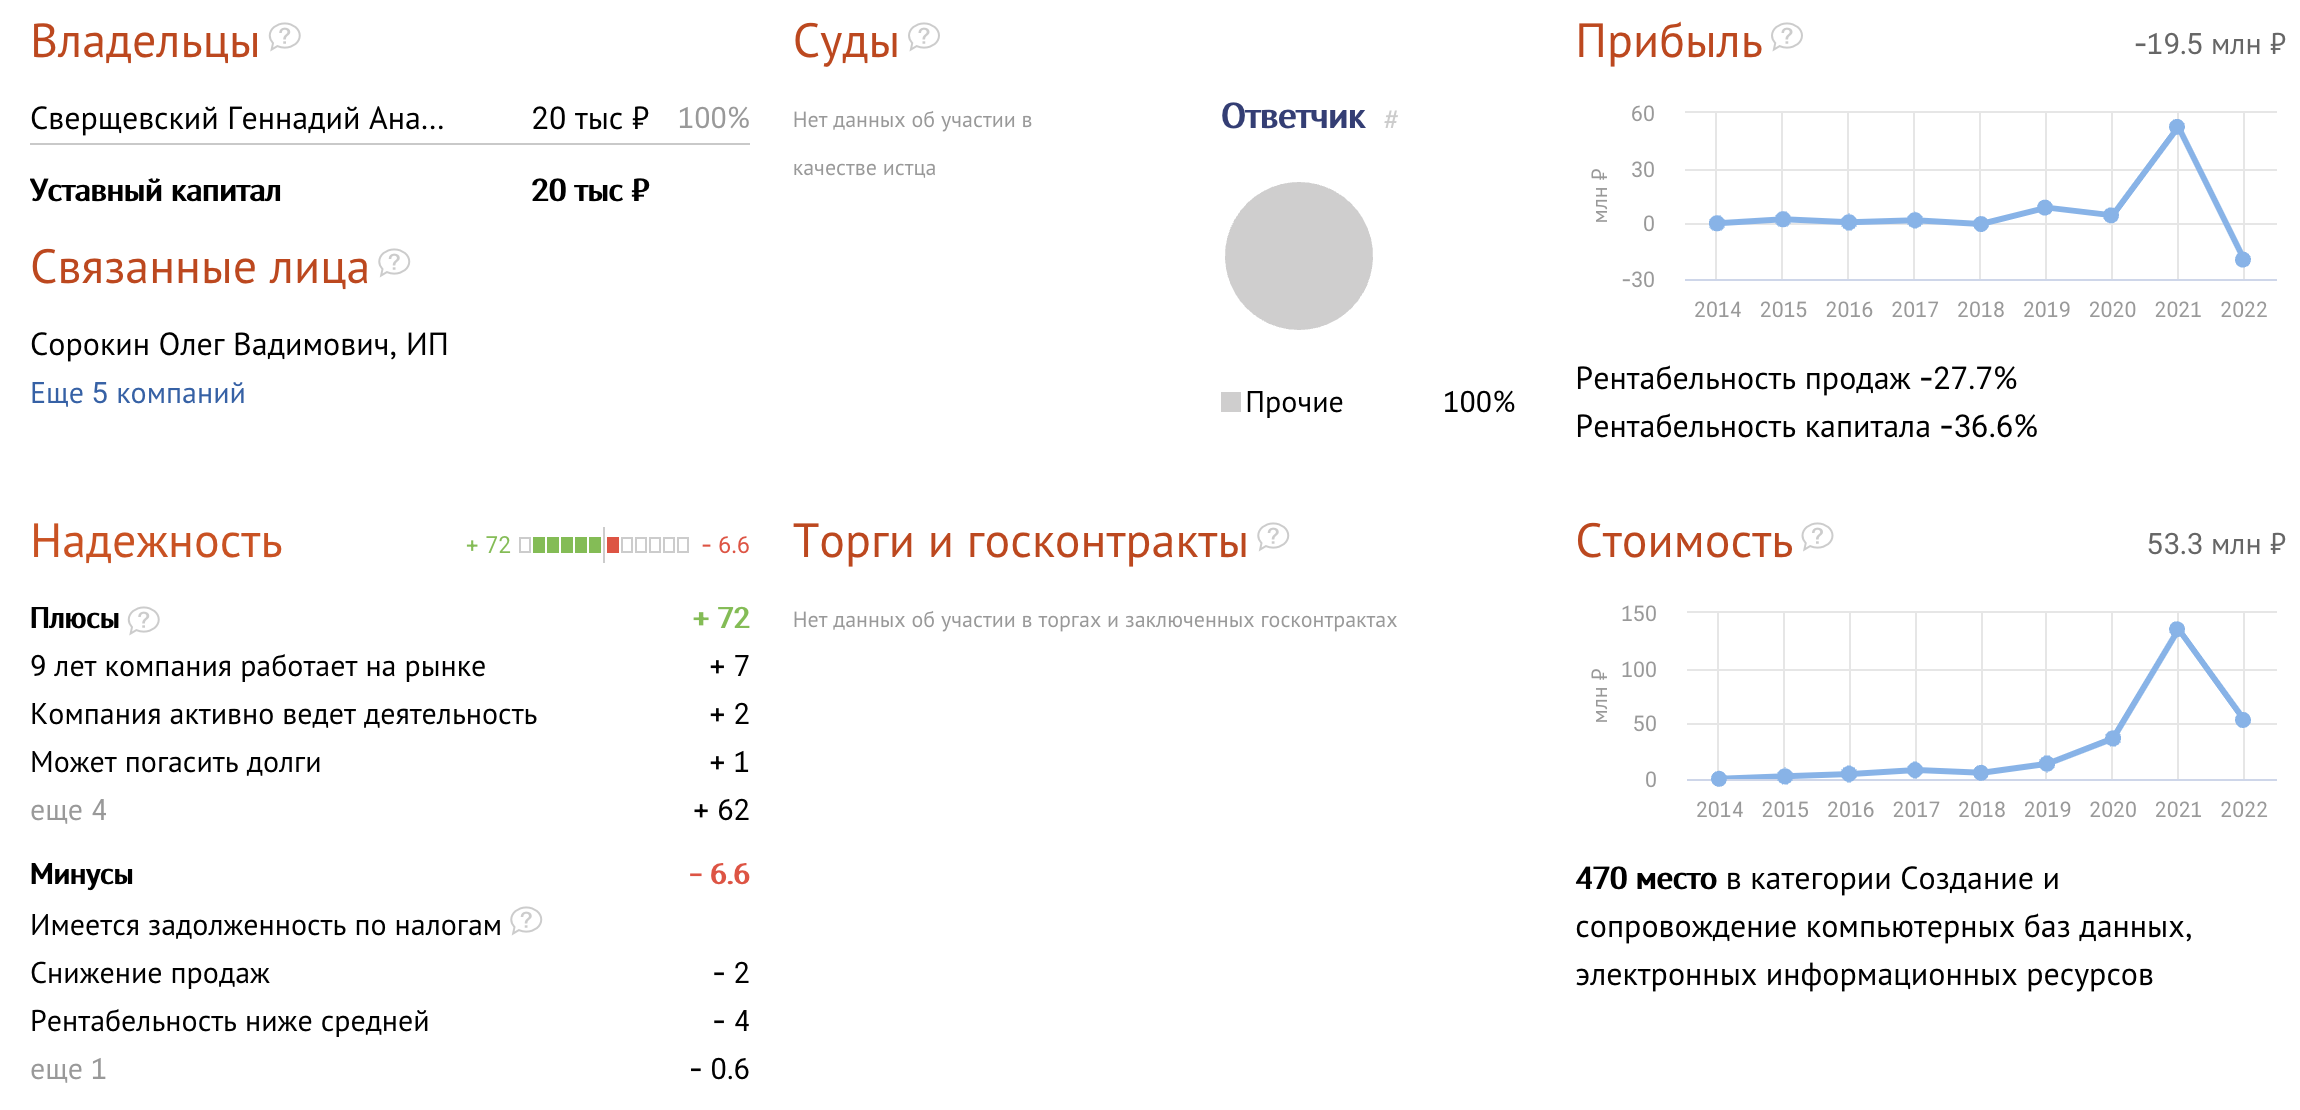 Владельцы ?
Сверщевский Геннадий Ана... 20 тыс ₽ 100%
Уставный капитал 20 тыс ₽
Связанные лица ?
Сорокин Олег Вадимович, ИП
Еще 5 компаний
Суды ?
Нет данных об участии в
качестве истца
Ответчик #
Прочие 100%
Прибыль ? -19.5 млн ₽
млн ₽
60
30
0
-30
2014 2015 2016 2017 2018 2019 2020 2021 2022
Рентабельность продаж -27.7%
Рентабельность капитала -36.6%
Надежность + 72 - 6.6
Плюсы ? + 72
9 лет компания работает на рынке + 7
Компания активно ведет деятельность + 2
Может погасить долги + 1
еще 4 + 62
Минусы - 6.6
Имеется задолженность по налогам ?
Снижение продаж - 2
Рентабельность ниже средней - 4
еще 1 - 0.6
Торги и госконтракты ?
Нет данных об участии в торгах и заключенных госконтрактах
Стоимость ? 53.3 млн ₽
млн ₽
150
100
50
0
2014 2015 2016 2017 2018 2019 2020 2021 2022
470 место в категории Создание и
сопровождение компьютерных баз данных,
электронных информационных ресурсов